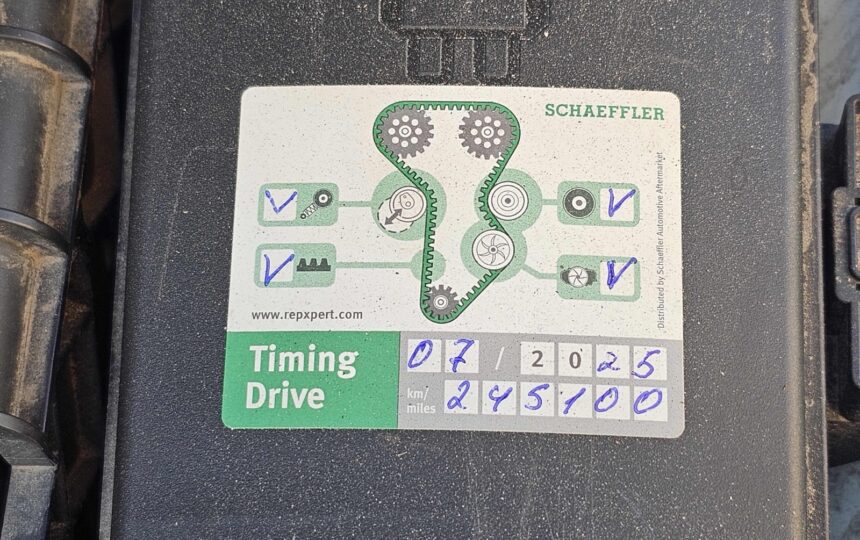 SCHAEFFLER
Distributed by Schaeffler Automotive Aftermarket
www.repxpert.com
Timing
Drive
07 / 2025
km/
miles
245100